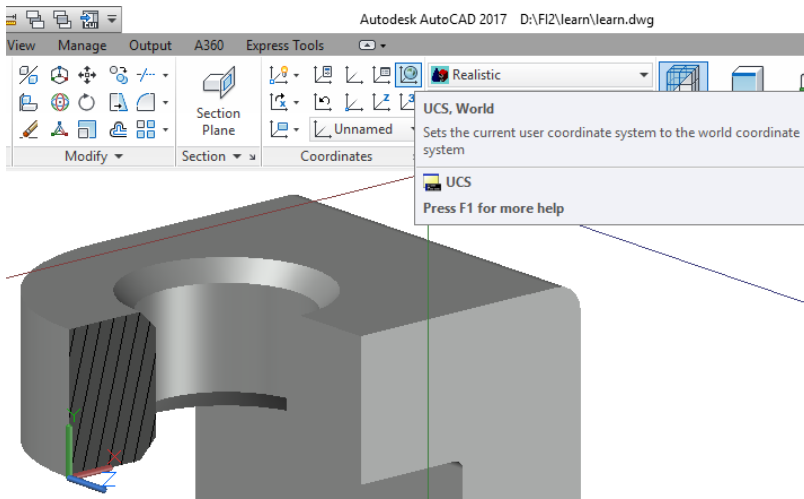 Autodesk AutoCAD 2017 D:\FI2\learn\learn.dwg
View Manage Output A360 Express Tools
Realistic
Section
Plane
Unnamed
Modify Section Coordinates
UCS, World
Sets the current user coordinate system to the world coordinate
system
UCS
Press F1 for more help
Y
X
Z